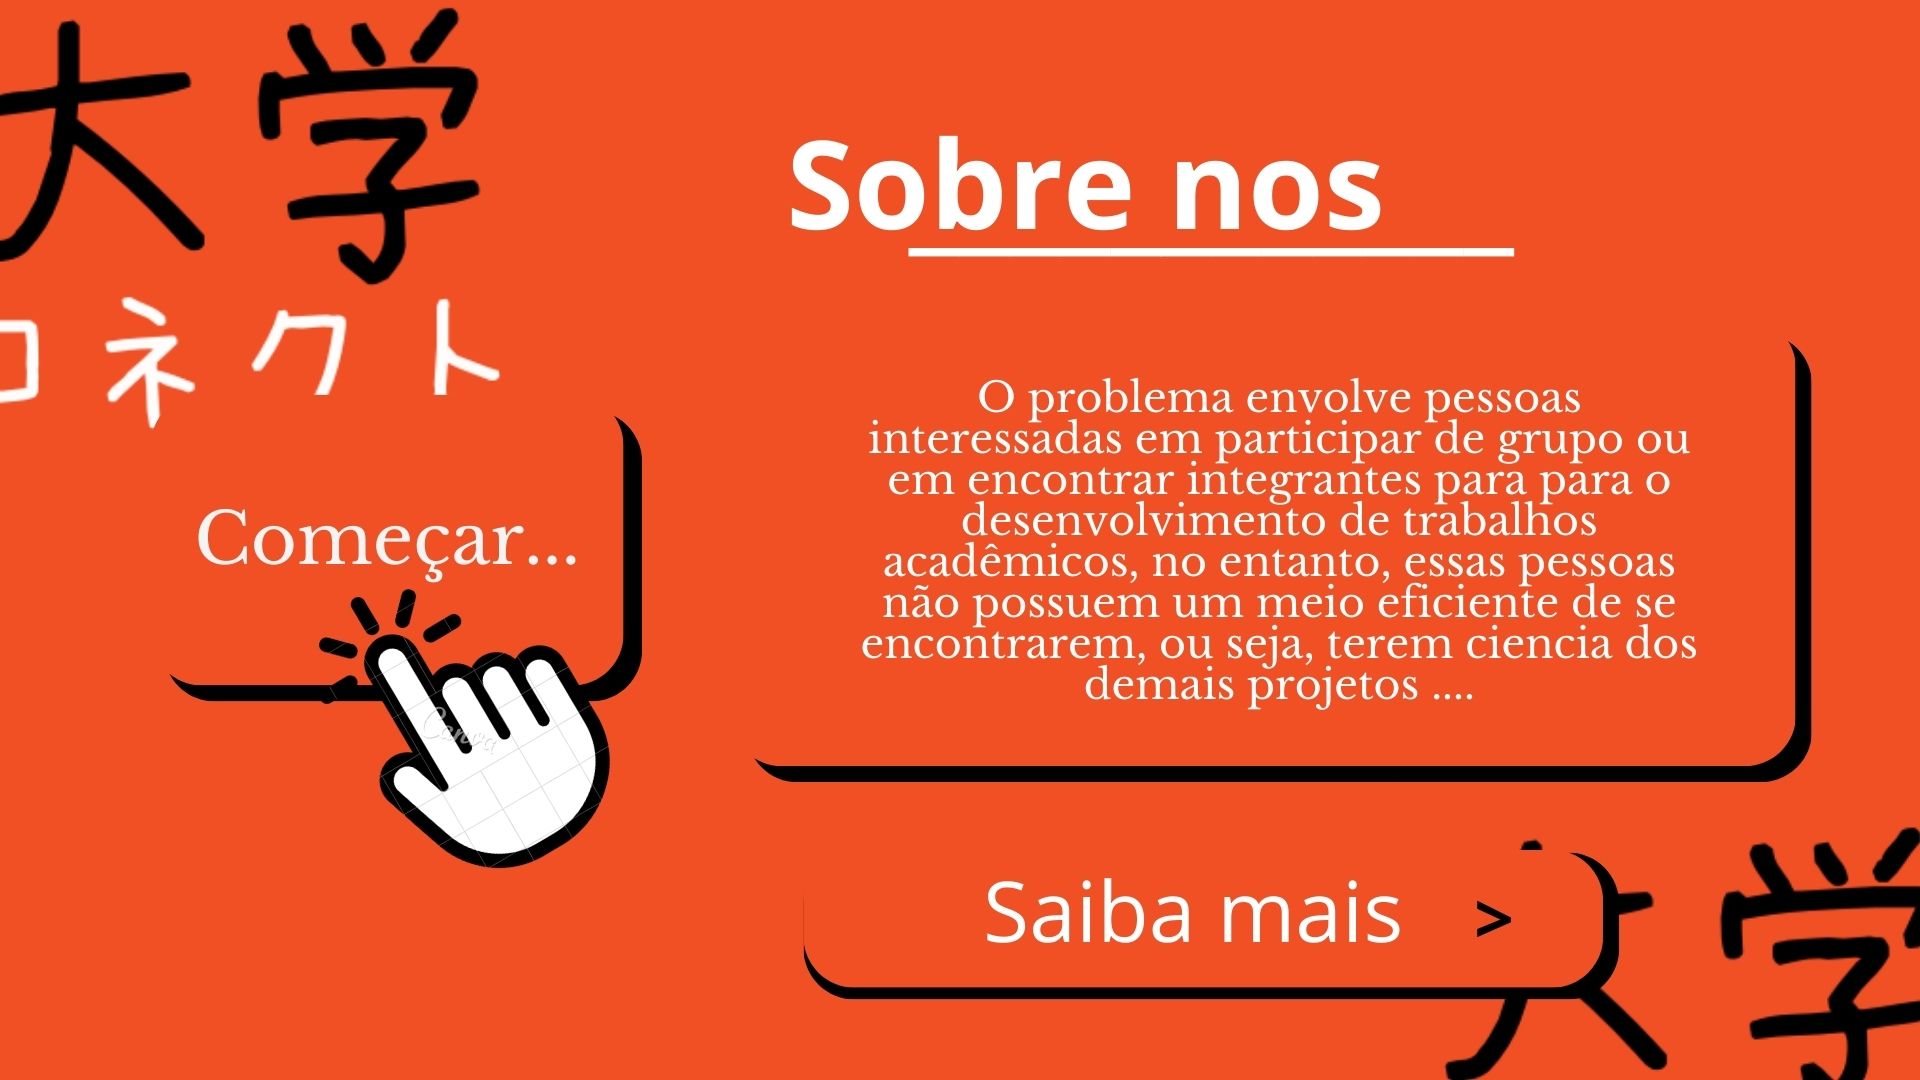 大学
コネクト
Sobre nos
Começar...
O problema envolve pessoas
interessadas em participar de grupo ou
em encontrar integrantes para para o
desenvolvimento de trabalhos
acadêmicos, no entanto, essas pessoas
não possuem um meio eficiente de se
encontrarem, ou seja, terem ciencia dos
demais projetos ....
Canva
Saiba mais >
大学